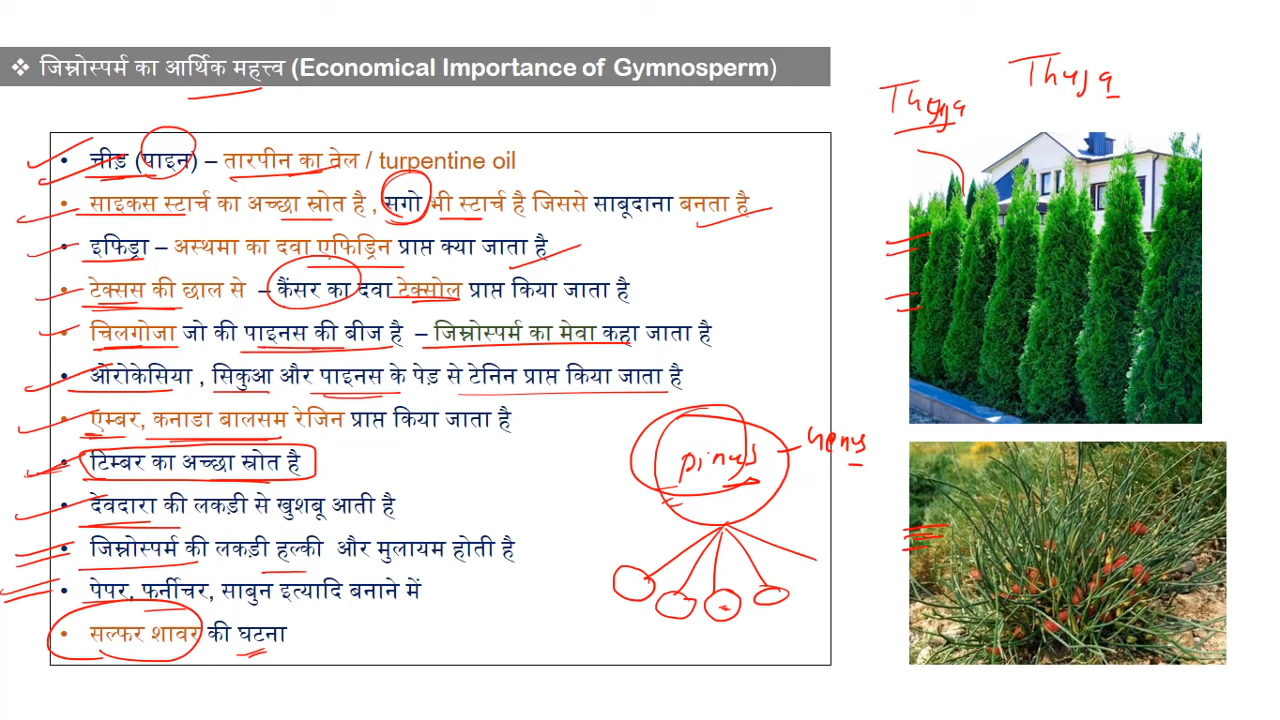 ❖ जिम्नोस्पर्म का आर्थिक महत्त्व (Economical Importance of Gymnosperm)
Thuja
Thuja
• चीड़ (पाइन) – तारपीन का तेल / turpentine oil
• साइकस स्टार्च का अच्छा स्रोत है , सगो भी स्टार्च है जिससे साबूदाना बनता है
• इफिड्रा – अस्थमा का दवा एफिड्रिन प्राप्त क्या जाता है
• टेक्सस की छाल से – कैंसर का दवा टेक्सोल प्राप्त किया जाता है
• चिलगोजा जो की पाइनस की बीज है – जिम्नोस्पर्म का मेवा कहा जाता है
• ओरोकेसिया , सिकुआ और पाइनस के पेड़ से टेनिन प्राप्त किया जाता है
• एम्बर, कनाडा बालसम रेजिन प्राप्त किया जाता है
• टिम्बर का अच्छा स्रोत है
• देवदारा की लकड़ी से खुशबू आती है
• जिम्नोस्पर्म की लकड़ी हल्की और मुलायम होती है
• पेपर, फर्नीचर, साबुन इत्यादि बनाने में
• सल्फर शावर की घटना
pinus – Genus